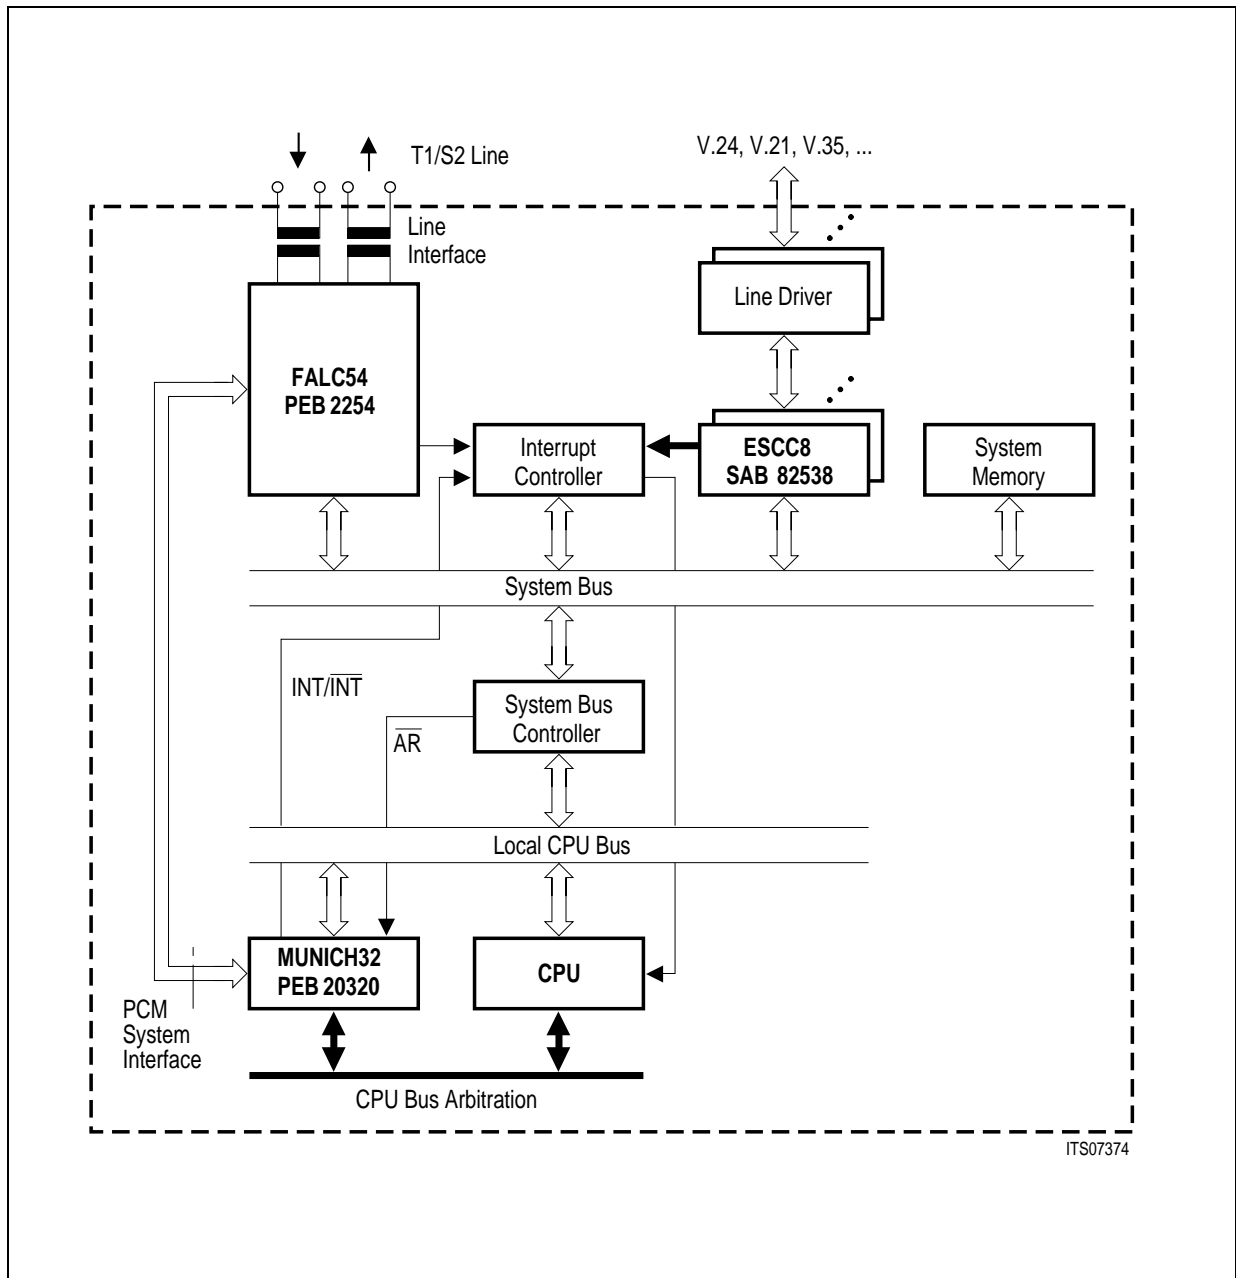 T1/S2 Line
V.24, V.21, V.35, ...
Line
Interface
Line Driver
FALC54
PEB 2254
Interrupt
Controller
ESCC8
SAB 82538
System
Memory
System Bus
INT/I̅N̅T̅
System Bus
Controller
A̅R̅
Local CPU Bus
MUNICH32
PEB 20320
CPU
PCM
System
Interface
CPU Bus Arbitration
ITS07374